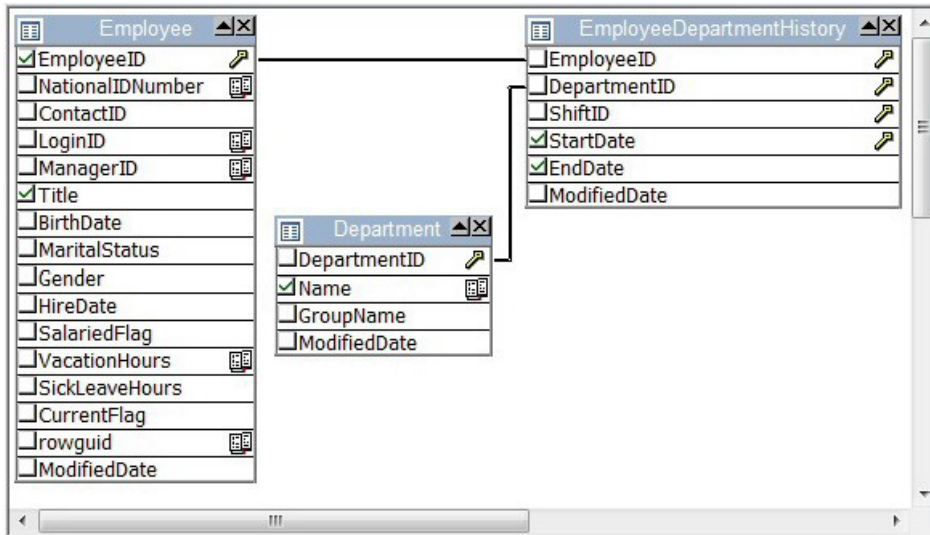 Employee
EmployeeID
NationalIDNumber
ContactID
LoginID
ManagerID
Title
BirthDate
MaritalStatus
Gender
HireDate
SalariedFlag
VacationHours
SickLeaveHours
CurrentFlag
rowguid
ModifiedDate
Department
DepartmentID
Name
GroupName
ModifiedDate
EmployeeDepartmentHistory
EmployeeID
DepartmentID
ShiftID
StartDate
EndDate
ModifiedDate